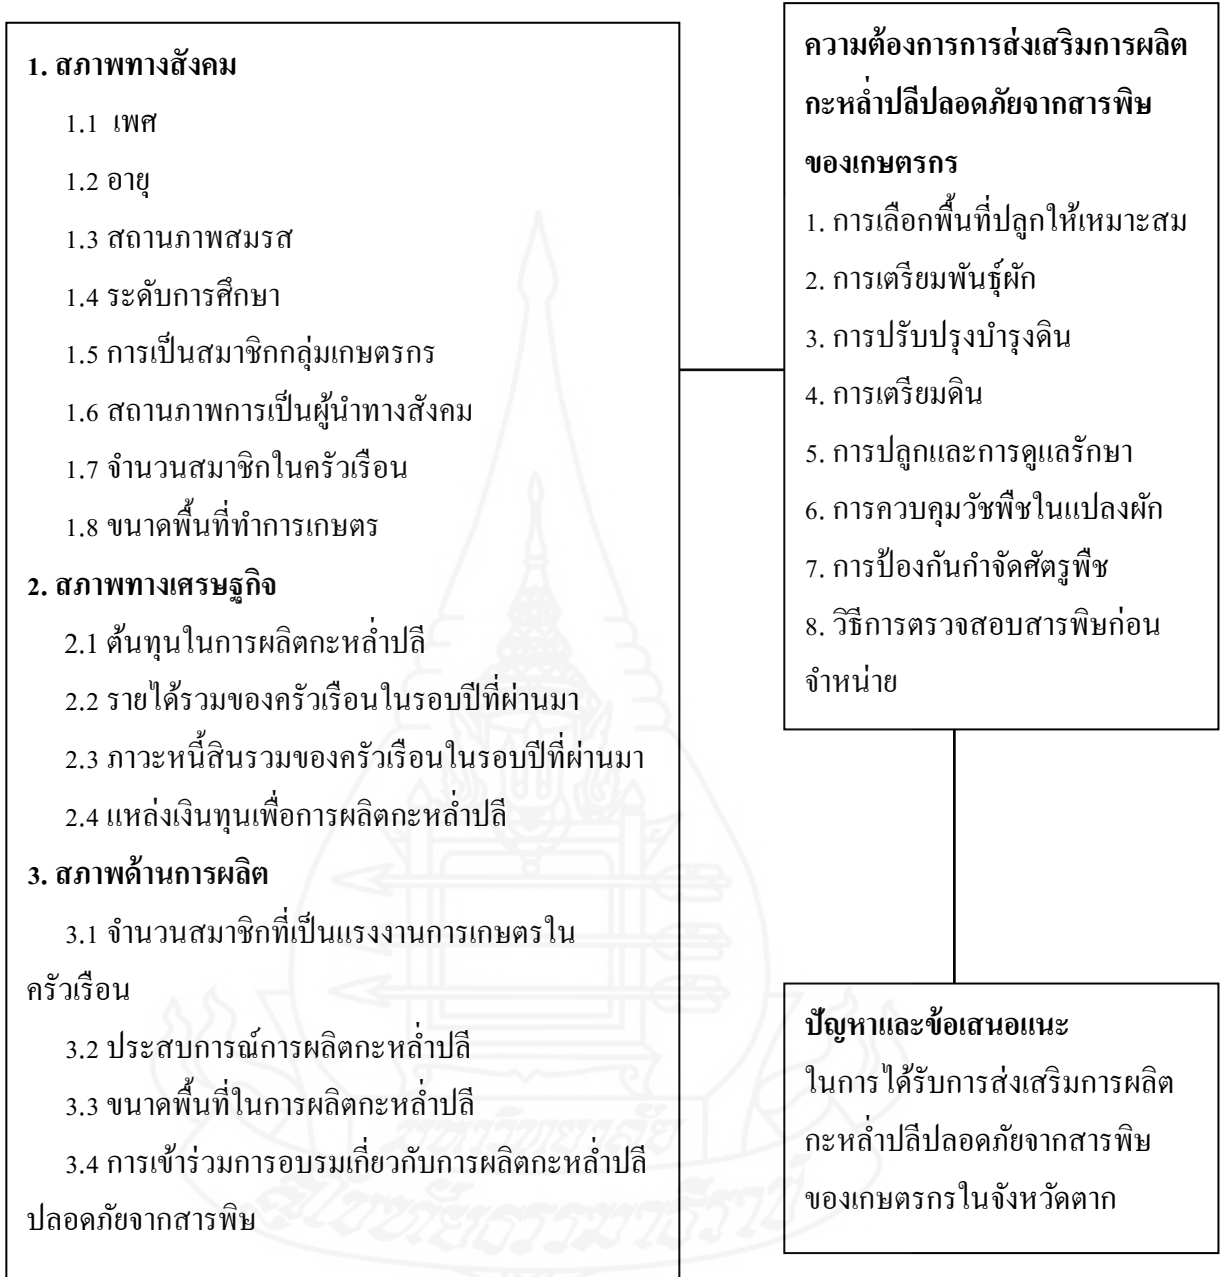 1. สภาพทางสังคม
1.1 เพศ
1.2 อายุ
1.3 สถานภาพสมรส
1.4 ระดับการศึกษา
1.5 การเป็นสมาชิกกลุ่มเกษตรกร
1.6 สถานภาพการเป็นผู้นำทางสังคม
1.7 จำนวนสมาชิกในครัวเรือน
1.8 ขนาดพื้นที่ทำการเกษตร
2. สภาพทางเศรษฐกิจ
2.1 ต้นทุนในการผลิตกะหล่ำปลี
2.2 รายได้รวมของครัวเรือนในรอบปีที่ผ่านมา
2.3 ภาวะหนี้สินรวมของครัวเรือนในรอบปีที่ผ่านมา
2.4 แหล่งเงินทุนเพื่อการผลิตกะหล่ำปลี
3. สภาพด้านการผลิต
3.1 จำนวนสมาชิกที่เป็นแรงงานการเกษตรใน
ครัวเรือน
3.2 ประสบการณ์การผลิตกะหล่ำปลี
3.3 ขนาดพื้นที่ในการผลิตกะหล่ำปลี
3.4 การเข้าร่วมการอบรมเกี่ยวกับการผลิตกะหล่ำปลี
ปลอดภัยจากสารพิษ
ความต้องการการส่งเสริมการผลิต
กะหล่ำปลีปลอดภัยจากสารพิษ
ของเกษตรกร
1. การเลือกพื้นที่ปลูกให้เหมาะสม
2. การเตรียมพันธุ์ผัก
3. การปรับปรุงบำรุงดิน
4. การเตรียมดิน
5. การปลูกและการดูแลรักษา
6. การควบคุมวัชพืชในแปลงผัก
7. การป้องกันกำจัดศัตรูพืช
8. วิธีการตรวจสอบสารพิษก่อน
จำหน่าย
ปัญหาและข้อเสนอแนะ
ในการได้รับการส่งเสริมการผลิต
กะหล่ำปลีปลอดภัยจากสารพิษ
ของเกษตรกรในจังหวัดตาก
มหาวิทยาลัย
สุโขทัยธรรมาธิราช